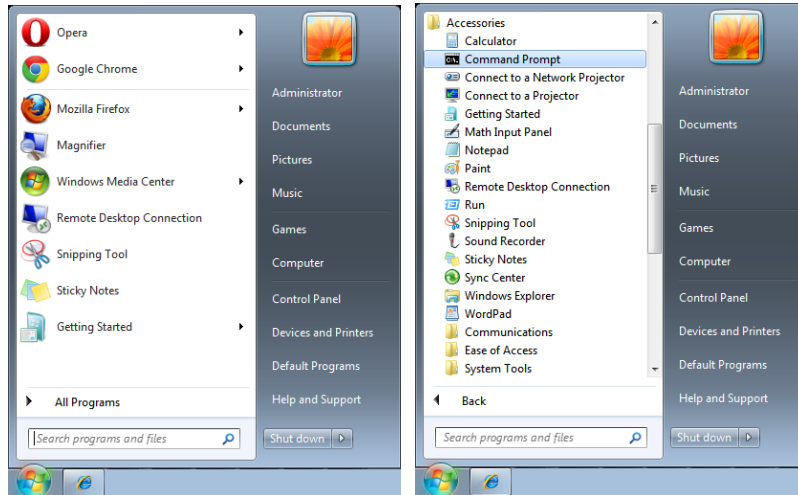 Opera
Google Chrome
Mozilla Firefox
Magnifier
Windows Media Center
Remote Desktop Connection
Snipping Tool
Sticky Notes
Getting Started
All Programs
Search programs and files
Administrator
Documents
Pictures
Music
Games
Computer
Control Panel
Devices and Printers
Default Programs
Help and Support
Shut down
Accessories
Calculator
Command Prompt
Connect to a Network Projector
Connect to a Projector
Getting Started
Math Input Panel
Notepad
Paint
Remote Desktop Connection
Run
Snipping Tool
Sound Recorder
Sticky Notes
Sync Center
Windows Explorer
WordPad
Communications
Ease of Access
System Tools
Back
Search programs and files
Administrator
Documents
Pictures
Music
Games
Computer
Control Panel
Devices and Printers
Default Programs
Help and Support
Shut down